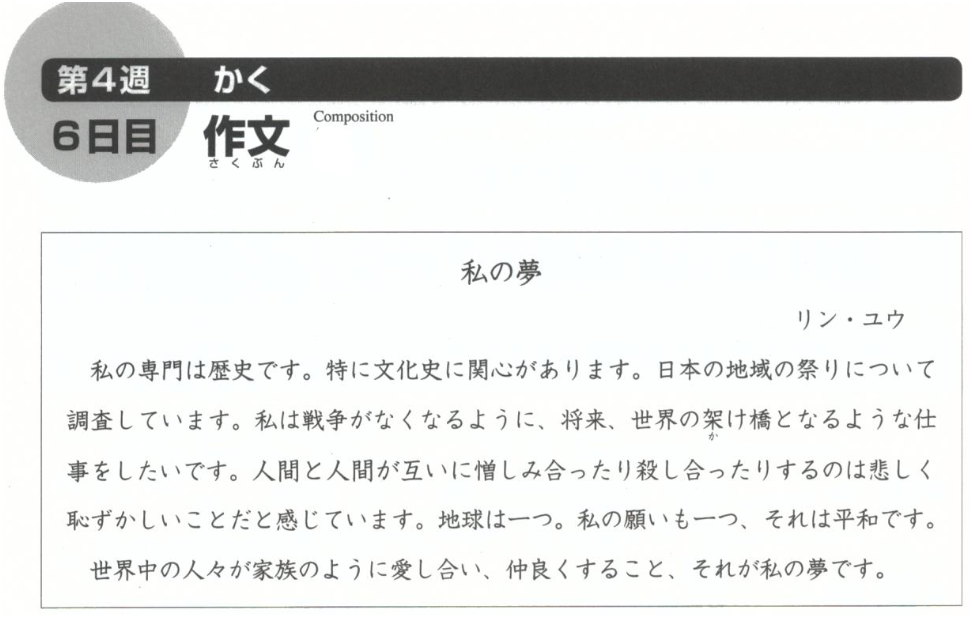 第4週 かく
6日目 作文 Composition
さくぶん
私の夢
リン・ユウ
私の専門は歴史です。特に文化史に関心があります。日本の地域の祭りについて
調査しています。私は戦争がなくなるように、将来、世界の架け橋となるような仕
か
事をしたいです。人間と人間が互いに憎しみ合ったり殺し合ったりするのは悲しく
恥ずかしいことだと感じています。地球は一つ。私の願いも一つ、それは平和です。
世界中の人々が家族のように愛し合い、仲良くすること、それが私の夢です。